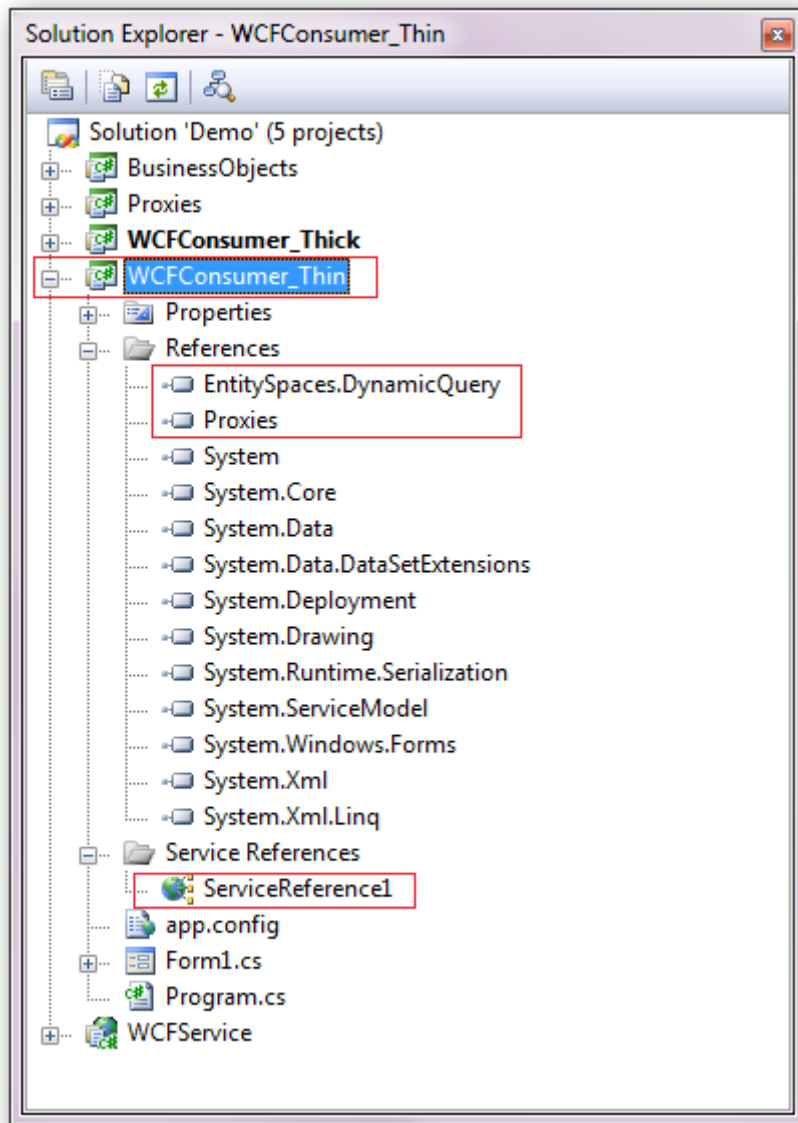 Solution Explorer - WCFConsumer_Thin
Solution 'Demo' (5 projects)
BusinessObjects
Proxies
WCFConsumer_Thick
WCFConsumer_Thin
Properties
References
EntitySpaces.DynamicQuery
Proxies
System
System.Core
System.Data
System.Data.DataSetExtensions
System.Deployment
System.Drawing
System.Runtime.Serialization
System.ServiceModel
System.Windows.Forms
System.Xml
System.Xml.Linq
Service References
ServiceReference1
app.config
Form1.cs
Program.cs
WCFService